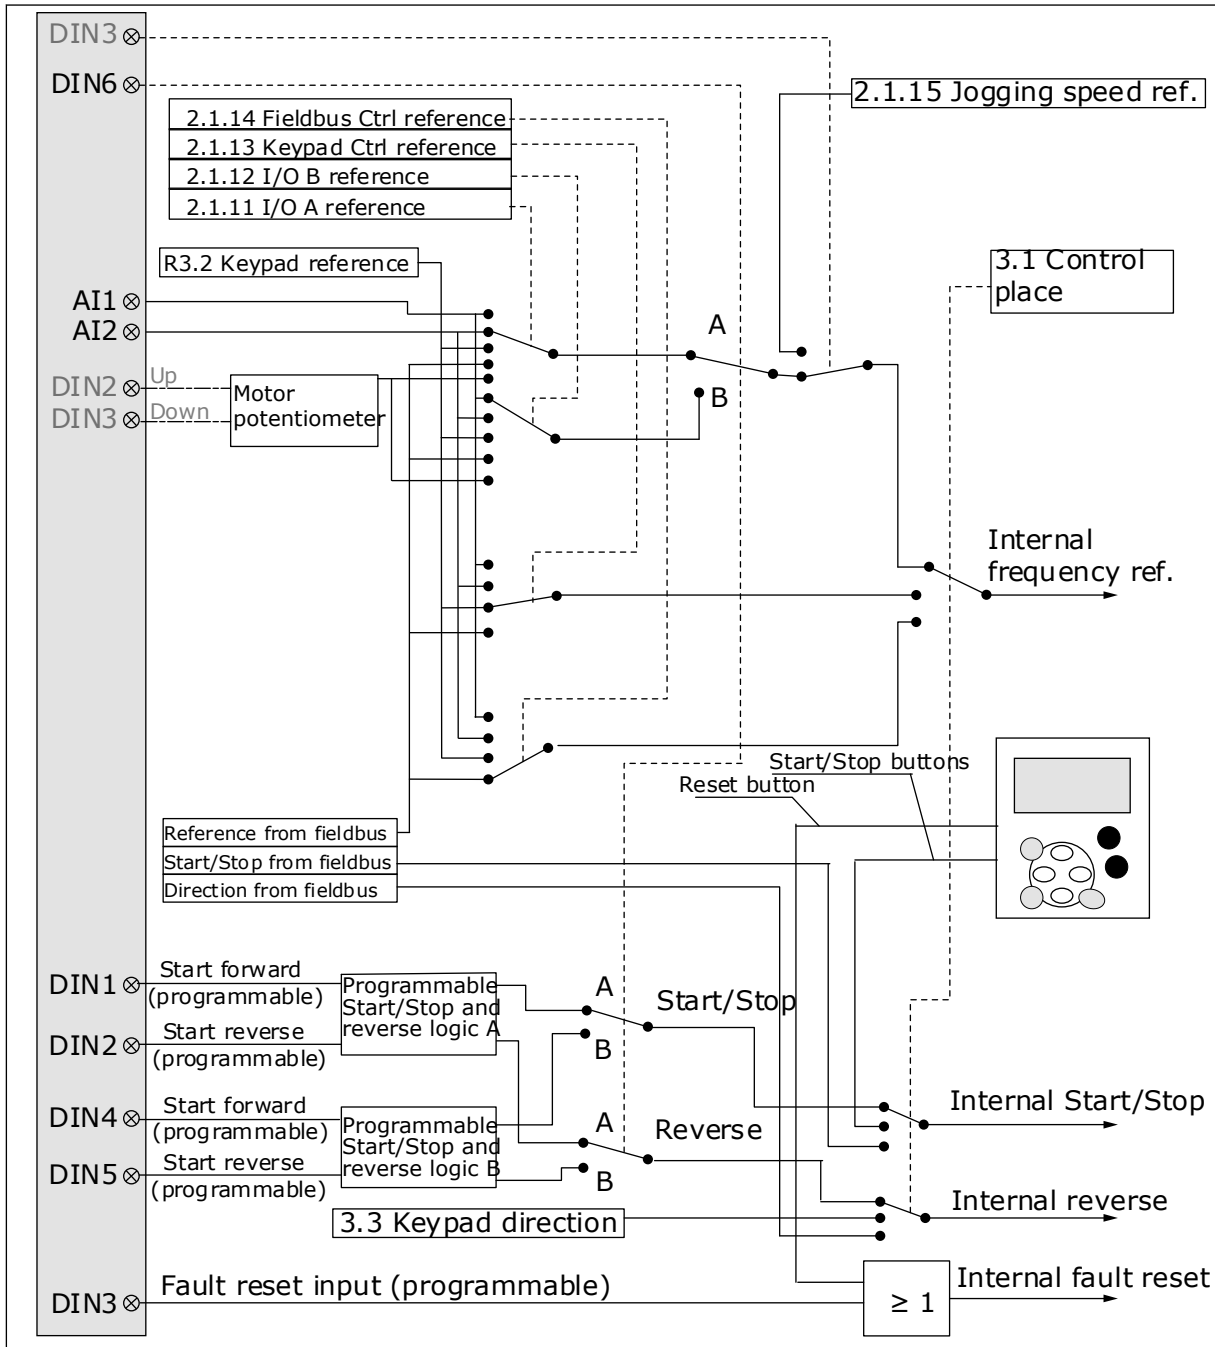 DIN3
DIN6
2.1.15 Jogging speed ref.
2.1.14 Fieldbus Ctrl reference
2.1.13 Keypad Ctrl reference
2.1.12 I/O B reference
2.1.11 I/O A reference
R3.2 Keypad reference
3.1 Control
place
AI1
AI2
A
B
DIN2
Up
DIN3
Down
Motor
potentiometer
Internal
frequency ref.
Start/Stop buttons
Reset button
Reference from fieldbus
Start/Stop from fieldbus
Direction from fieldbus
DIN1
Start forward
(programmable)
DIN2
Start reverse
(programmable)
Programmable
Start/Stop and
reverse logic A
A
B
Start/Stop
DIN4
Start forward
(programmable)
DIN5
Start reverse
(programmable)
Programmable
Start/Stop and
reverse logic B
A
B
Reverse
Internal Start/Stop
3.3 Keypad direction
Internal reverse
DIN3
Fault reset input (programmable)
≥ 1
Internal fault reset